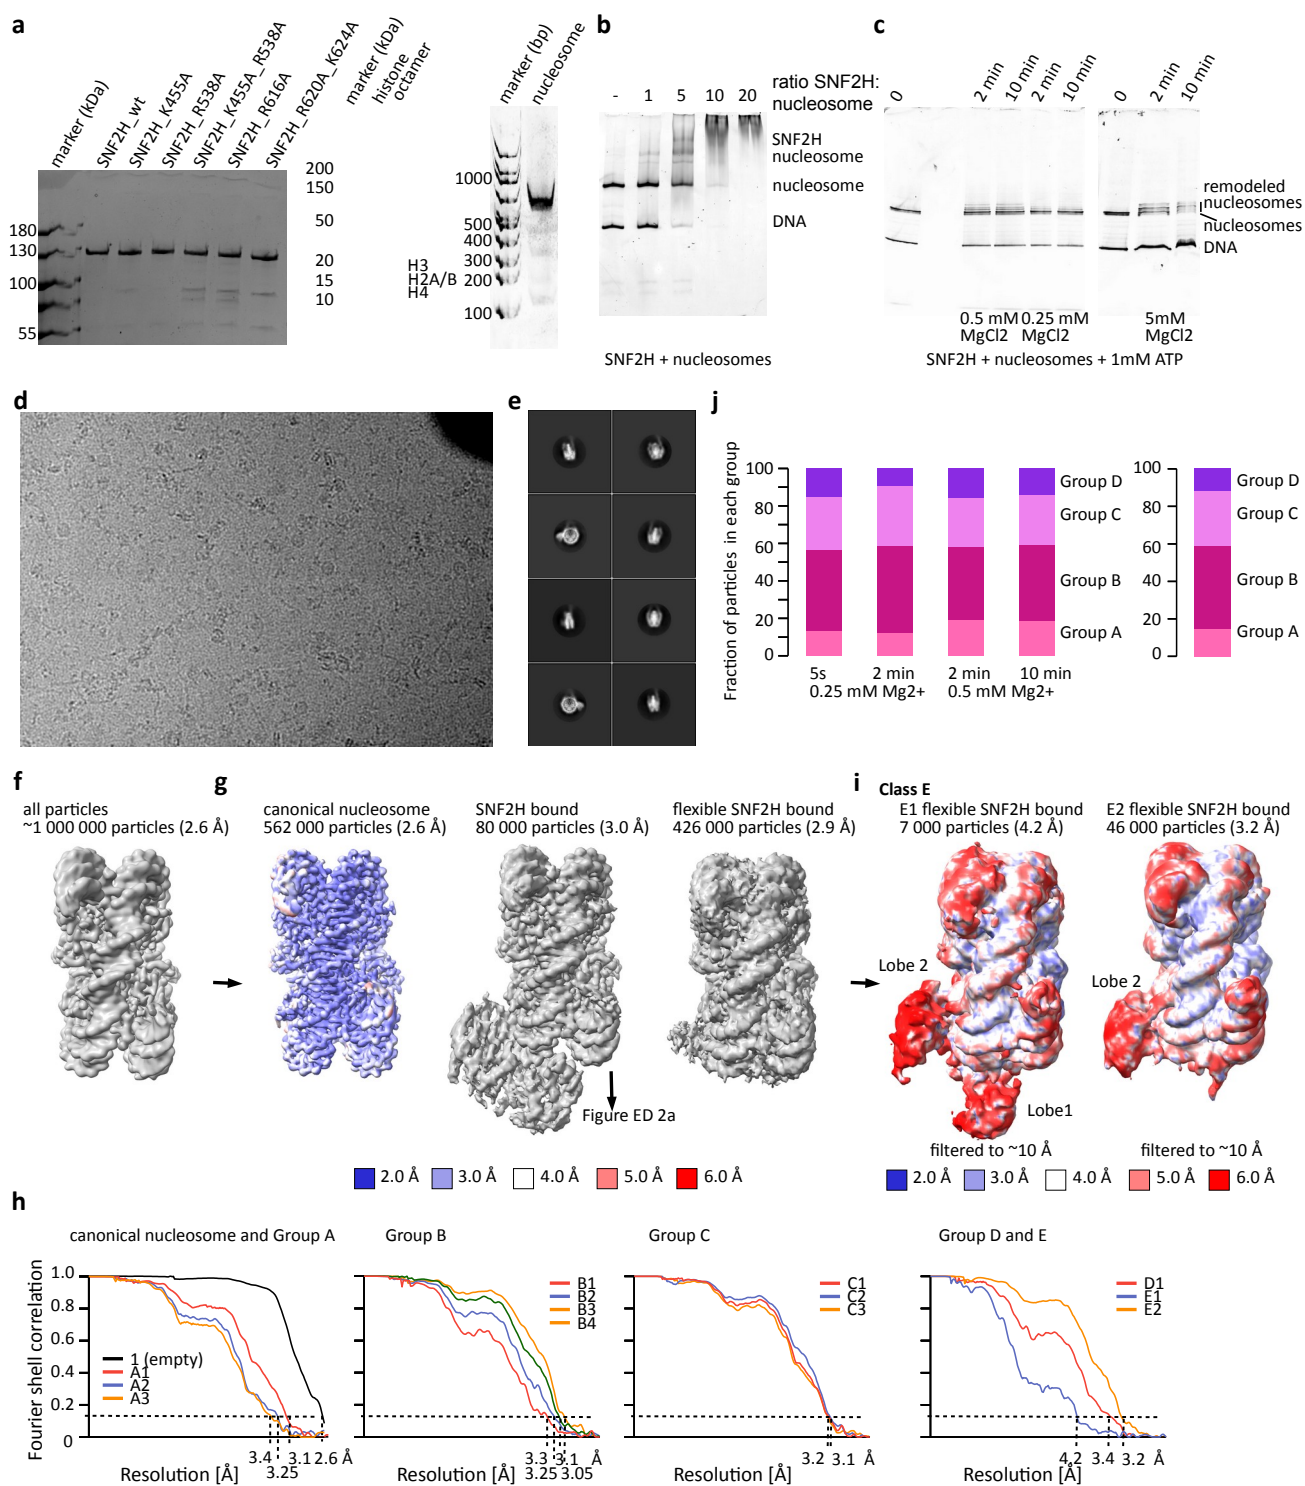 a
marker (kDa)
SNF2H_wt
SNF2H_K455A
SNF2H_R538A
SNF2H_K455A_R538A
SNF2H_R616A
SNF2H_R620A_K624A
180
130
100
55
marker (kDa)
histone
octamer
200
150
50
20
15
10
H3
H2A/B
H4
marker (bp)
nucleosome
1000
500
400
300
200
100
b
ratio SNF2H:
nucleosome
- 1 5 10 20
SNF2H
nucleosome
nucleosome
DNA
SNF2H + nucleosomes
c
0 2 min 10 min 2 min 10 min
0 2 min 10 min
remodeled
nucleosomes
nucleosomes
DNA
0.5 mM 0.25 mM
MgCl2 MgCl2
5mM
MgCl2
SNF2H + nucleosomes + 1mM ATP
d
e
j
Fraction of particles in each group
100
80
60
40
20
0
Group D
Group C
Group B
Group A
5s 2 min 2 min 10 min
0.25 mM Mg2+ 0.5 mM Mg2+
100
80
60
40
20
0
Group D
Group C
Group B
Group A
f
all particles
~1 000 000 particles (2.6 Å)
g
canonical nucleosome
562 000 particles (2.6 Å)
SNF2H bound
80 000 particles (3.0 Å)
flexible SNF2H bound
426 000 particles (2.9 Å)
Figure ED 2a
2.0 Å 3.0 Å 4.0 Å 5.0 Å 6.0 Å
i
Class E
E1 flexible SNF2H bound
7 000 particles (4.2 Å)
E2 flexible SNF2H bound
46 000 particles (3.2 Å)
Lobe 2
Lobe1
Lobe 2
filtered to ~10 Å
filtered to ~10 Å
2.0 Å 3.0 Å 4.0 Å 5.0 Å 6.0 Å
h
canonical nucleosome and Group A
Fourier shell correlation
1.0
0.8
0.6
0.4
0.2
0
1 (empty)
A1
A2
A3
3.4 3.1 2.6 Å
3.25
Resolution [Å]
Group B
B1
B2
B3
B4
3.3 3.1 Å
3.25 3.05
Resolution [Å]
Group C
C1
C2
C3
3.2 3.1 Å
Resolution [Å]
Group D and E
D1
E1
E2
4.2 3.4 3.2 Å
Resolution [Å]